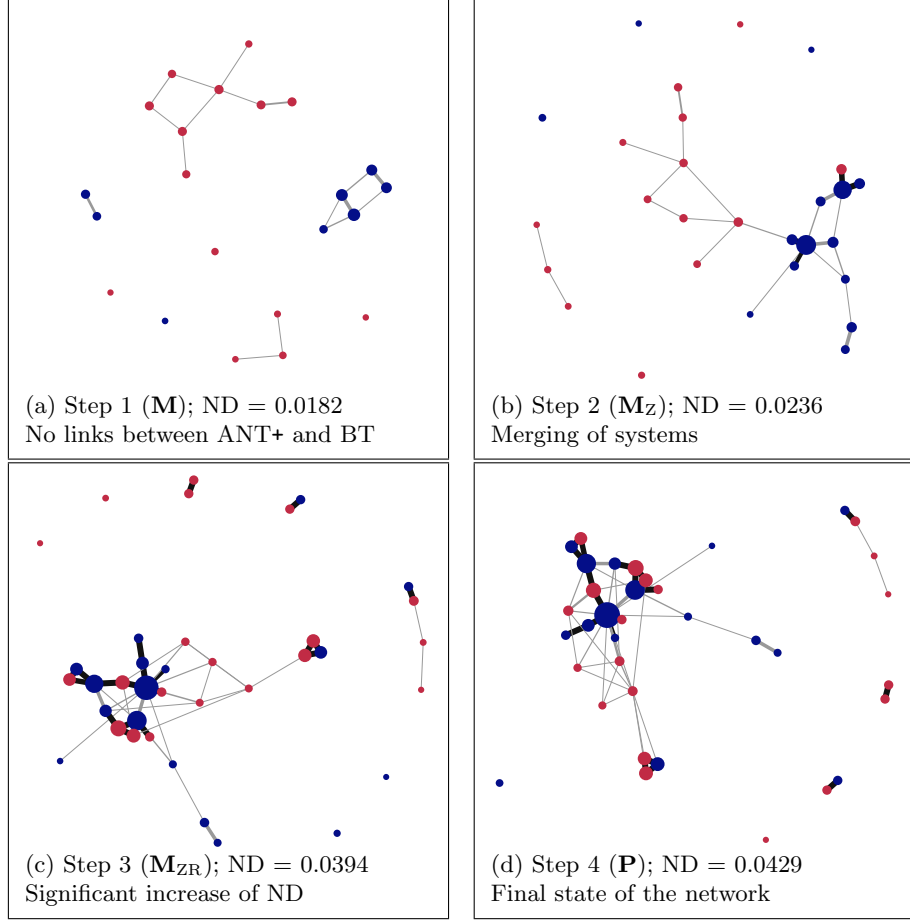 (a) Step 1 (M); ND = 0.0182
No links between ANT+ and BT
(b) Step 2 (M_Z); ND = 0.0236
Merging of systems
(c) Step 3 (M_ZR); ND = 0.0394
Significant increase of ND
(d) Step 4 (P); ND = 0.0429
Final state of the network